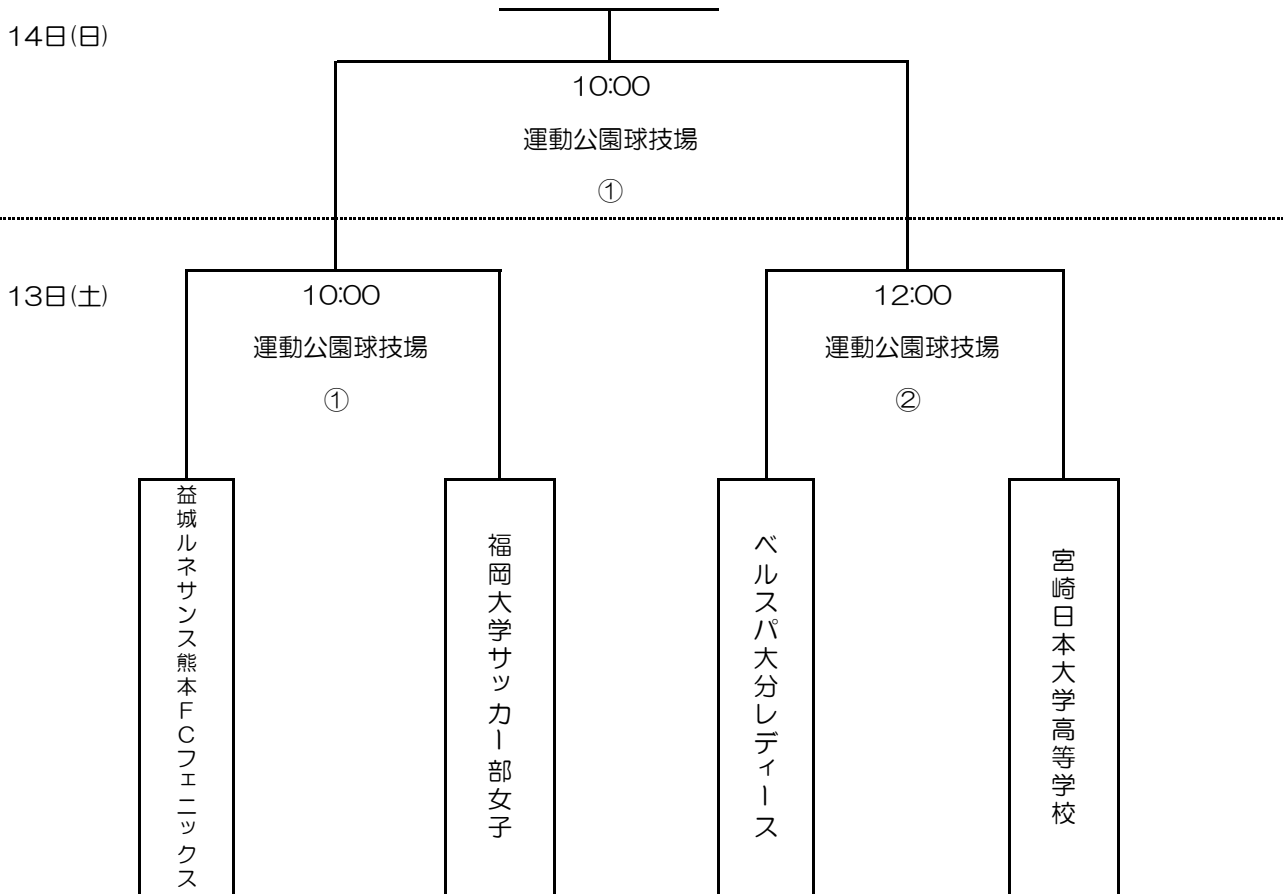 14日(日)
10:00
運動公園球技場
①
13日(土)
10:00
運動公園球技場
①
12:00
運動公園球技場
②
益城ルネサンス熊本FCフェニックス
福岡大学サッカー部女子
ベルスパ大分レディース
宮崎日本大学高等学校